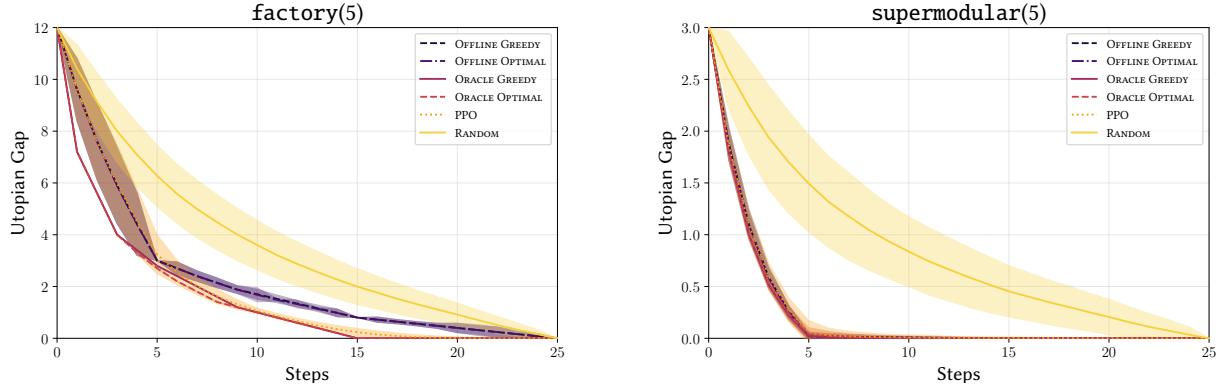 factory(5)
12
10
8
6
4
2
0
0
5
10
15
20
25
Utopian Gap
Steps
OFFLINE GREEDY
OFFLINE OPTIMAL
ORACLE GREEDY
ORACLE OPTIMAL
PPO
RANDOM
supermodular(5)
3.0
2.5
2.0
1.5
1.0
0.5
0.0
0
5
10
15
20
25
Utopian Gap
Steps
OFFLINE GREEDY
OFFLINE OPTIMAL
ORACLE GREEDY
ORACLE OPTIMAL
PPO
RANDOM